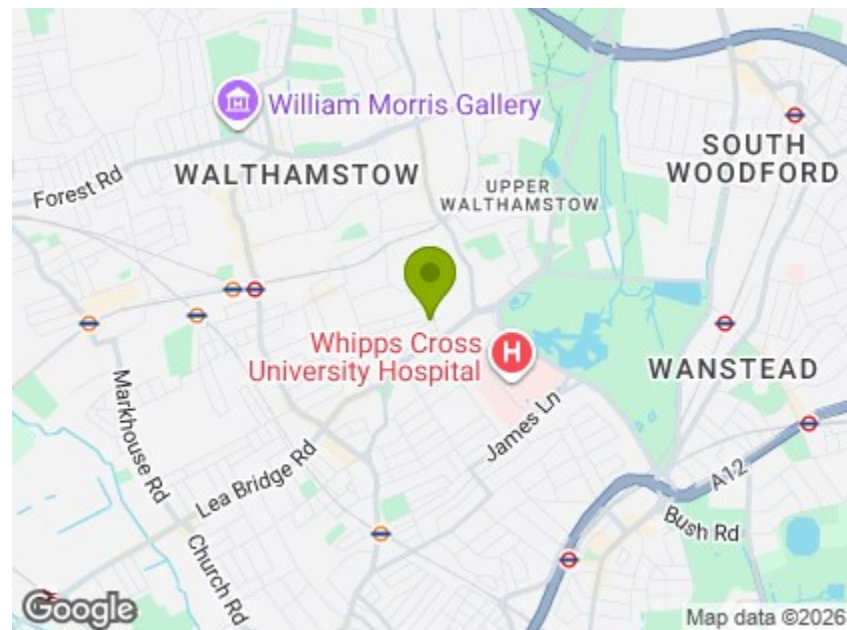 William Morris Gallery
SOUTH
WOODFORD
WALTHAMSTOW
UPPER
WALTHAMSTOW
Forest Rd
Whipps Cross
University Hospital
H
WANSTEAD
Markhouse Rd
James Ln
Lea Bridge Rd
A12
Bush Rd
Church Rd
Google
Map data ©2026